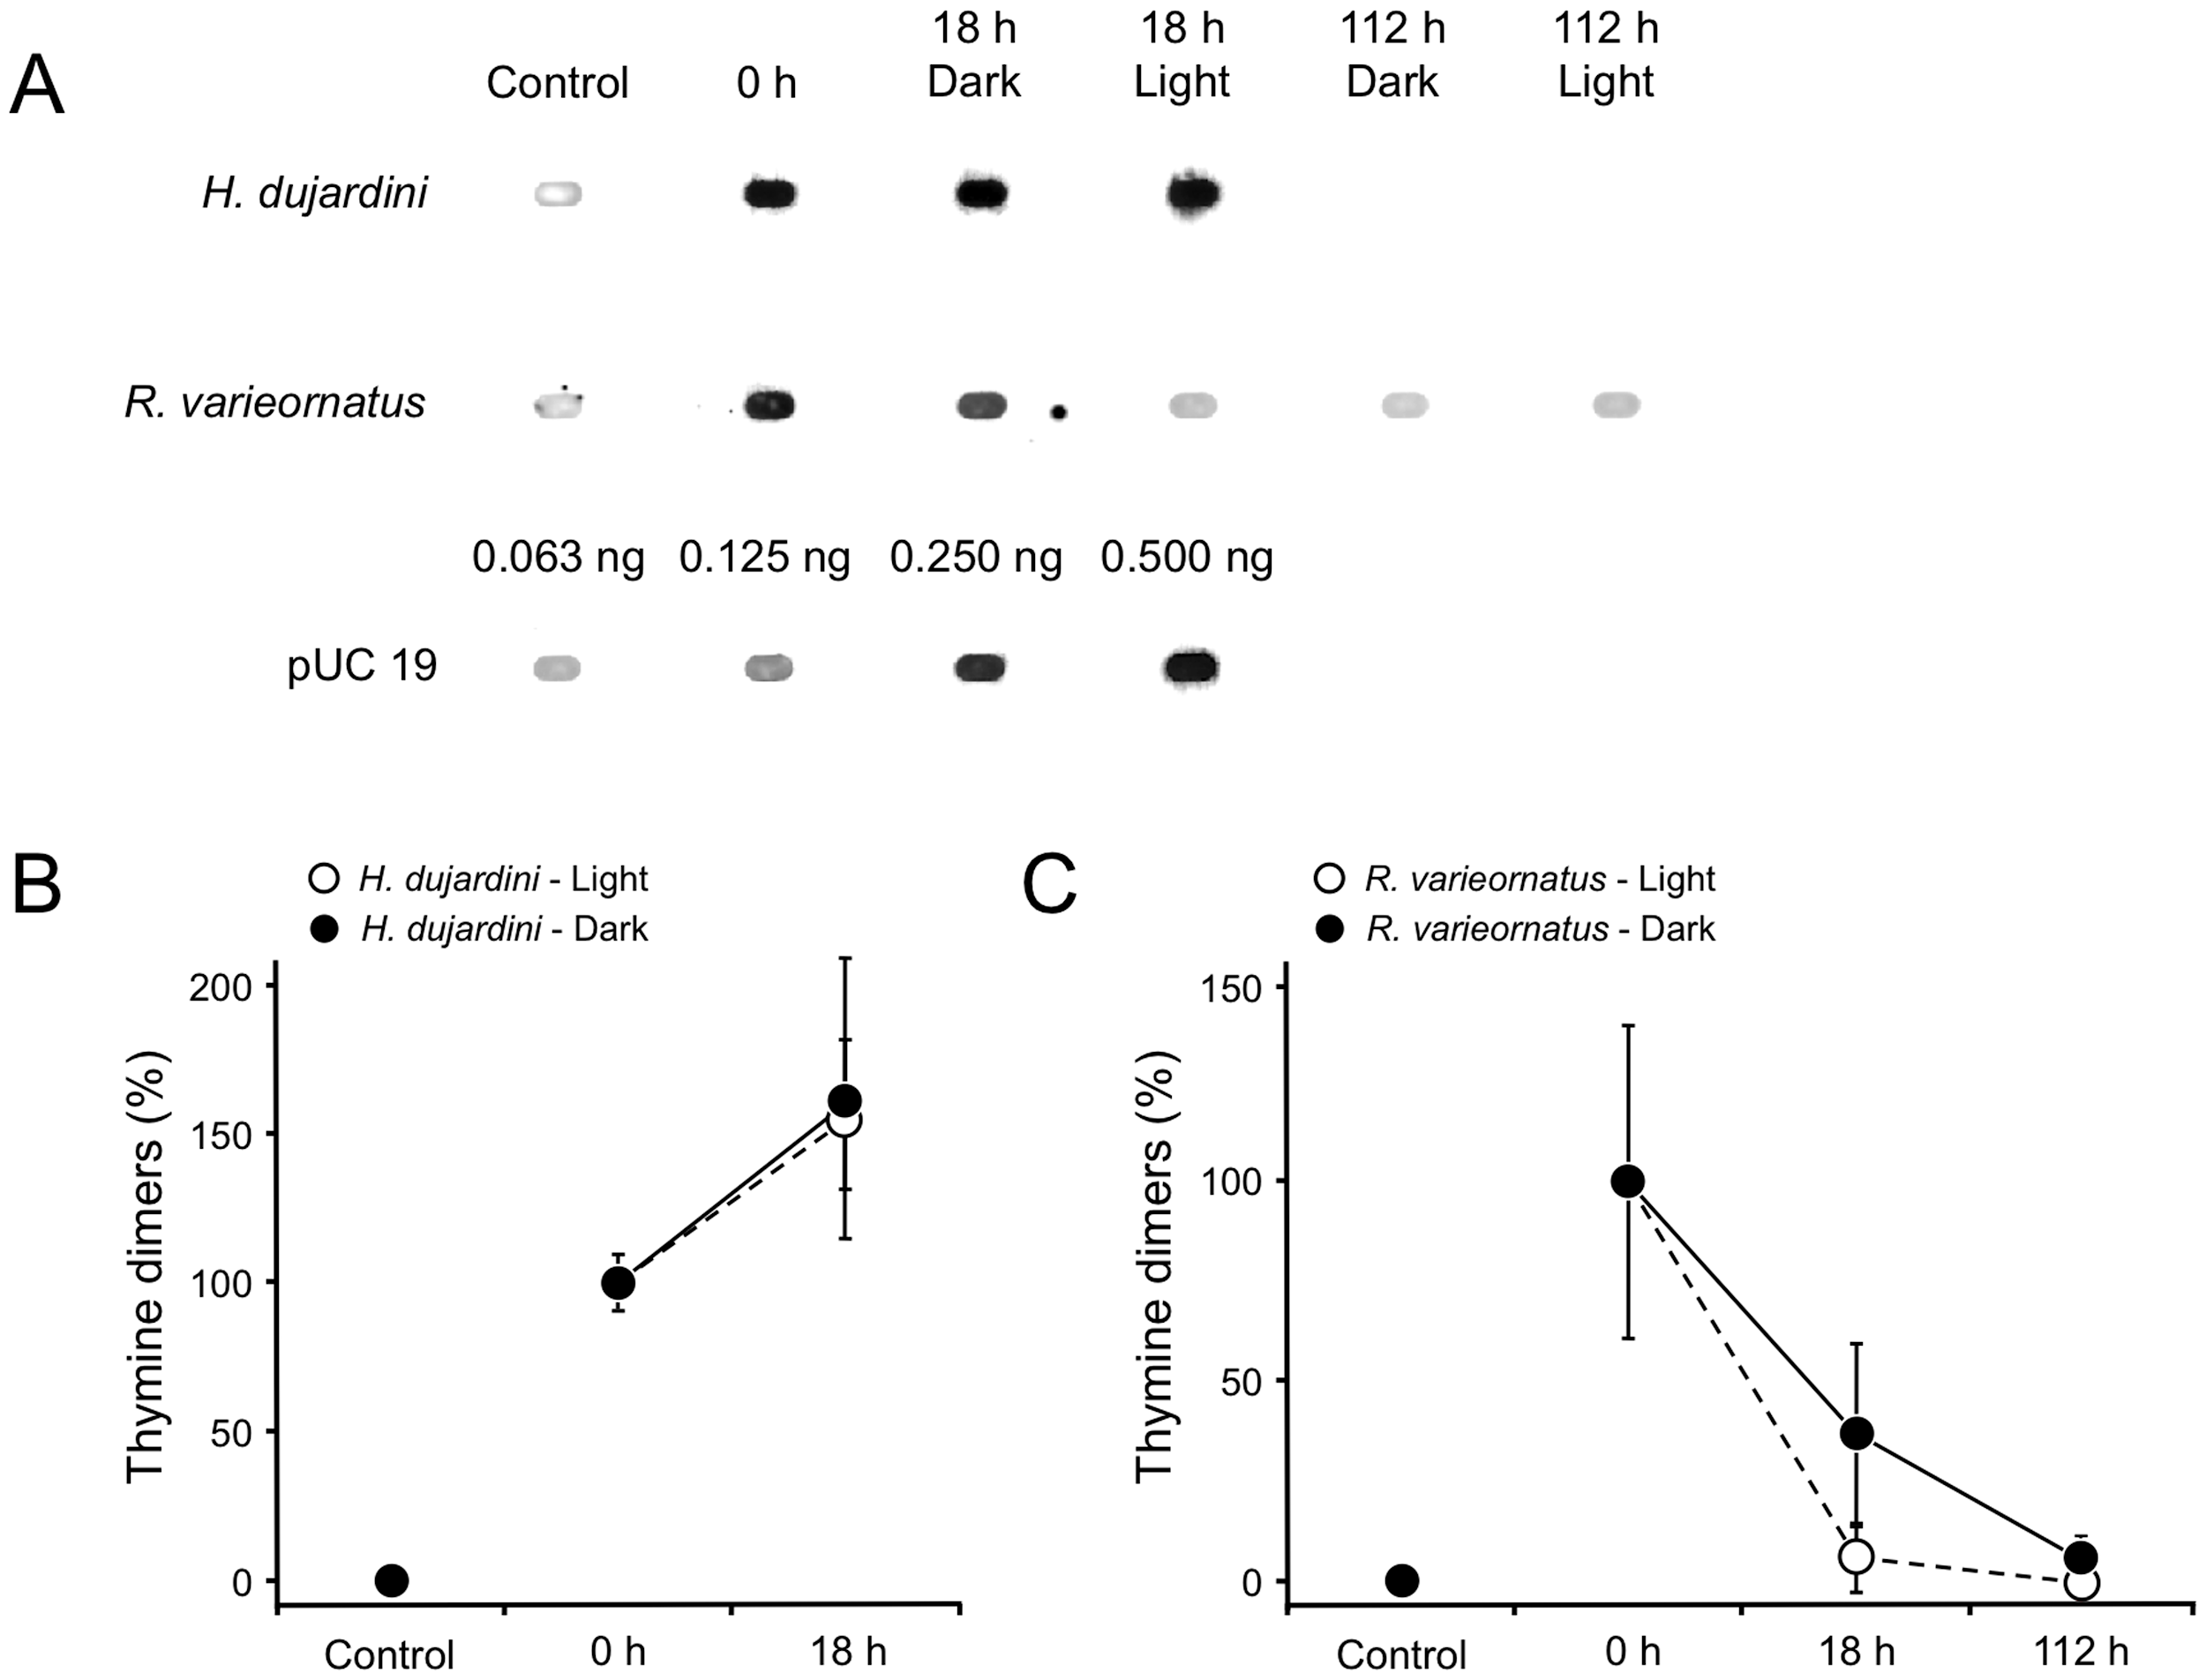 A
Control 0 h 18 h Dark 18 h Light 112 h Dark 112 h Light
H. dujardini
R. varieornatus
0.063 ng 0.125 ng 0.250 ng 0.500 ng
pUC 19
B
H. dujardini - Light
H. dujardini - Dark
Thymine dimers (%)
200
150
100
50
0
Control 0 h 18 h
C
R. varieornatus - Light
R. varieornatus - Dark
Thymine dimers (%)
150
100
50
0
Control 0 h 18 h 112 h